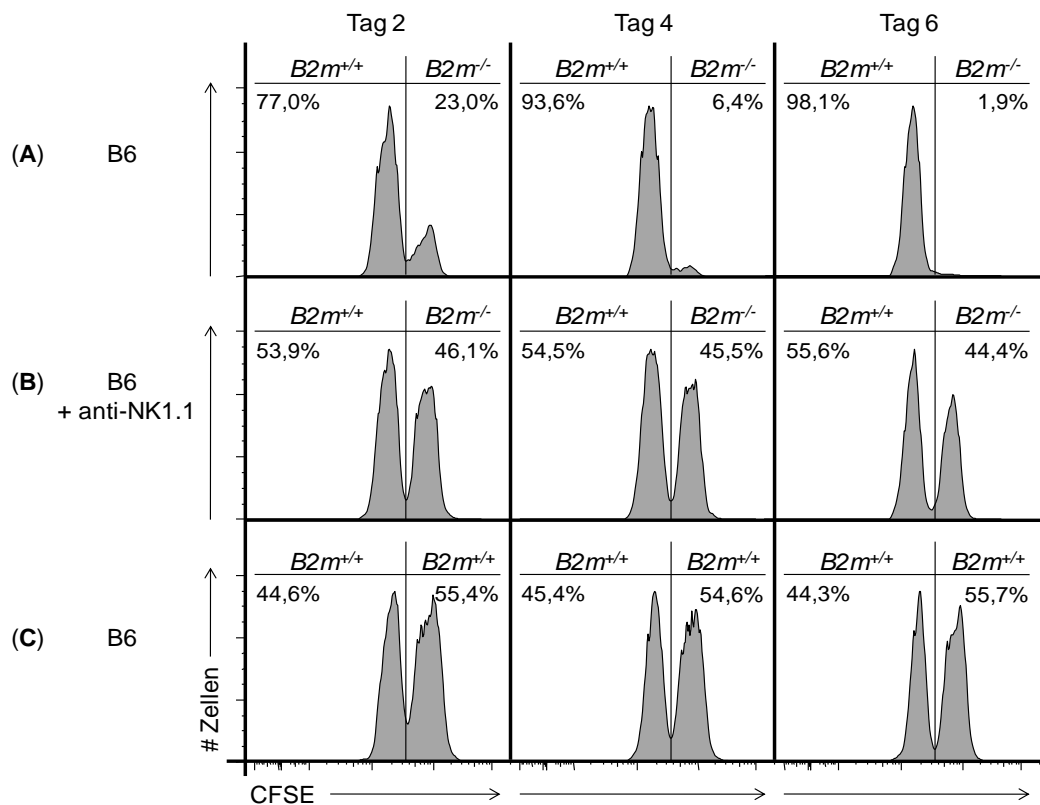 Tag 2 Tag 4 Tag 6
B2m+/+ B2m-/- B2m+/+ B2m-/- B2m+/+ B2m-/-
77,0% 23,0% 93,6% 6,4% 98,1% 1,9%
(A) B6
B2m+/+ B2m-/- B2m+/+ B2m-/- B2m+/+ B2m-/-
53,9% 46,1% 54,5% 45,5% 55,6% 44,4%
(B) B6
+ anti-NK1.1
B2m+/+ B2m+/+ B2m+/+ B2m+/+ B2m+/+ B2m+/+
44,6% 55,4% 45,4% 54,6% 44,3% 55,7%
(C) B6
# Zellen
CFSE